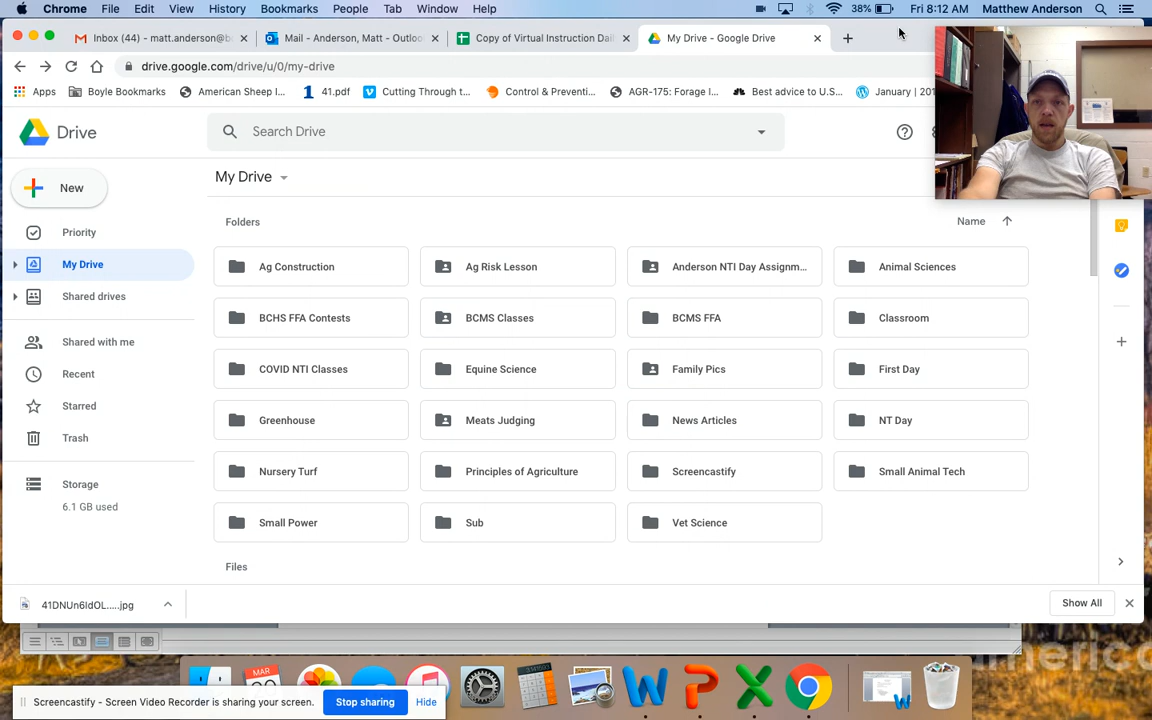 Chrome File Edit View History Bookmarks People Tab Window Help 38% Fri 8:12 AM Matthew Anderson
Inbox (44) - matt.anderson@b Mail - Anderson, Matt - Outloo Copy of Virtual Instruction Dail My Drive - Google Drive
drive.google.com/drive/u/0/my-drive
Apps Boyle Bookmarks American Sheep I... 41.pdf Cutting Through t... Control & Preventi... AGR-175: Forage I... Best advice to U.S... January | 201
Drive Search Drive
New My Drive
Priority Folders Name
My Drive Ag Construction Ag Risk Lesson Anderson NTI Day Assignm... Animal Sciences
Shared drives BCHS FFA Contests BCMS Classes BCMS FFA Classroom
Shared with me
Recent COVID NTI Classes Equine Science Family Pics First Day
Starred Greenhouse Meats Judging News Articles NT Day
Trash
Storage Nursery Turf Principles of Agriculture Screencastify Small Animal Tech
6.1 GB used Small Power Sub Vet Science
Files
41DNUn6IdOL.....jpg Show All
MAR
Screencastify - Screen Video Recorder is sharing your screen. Stop sharing Hide